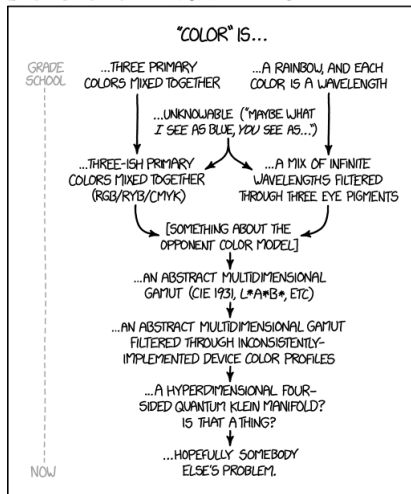 "COLOR" IS...
GRADE
SCHOOL
...THREE PRIMARY
COLORS MIXED TOGETHER
...A RAINBOW, AND EACH
COLOR IS A WAVELENGTH
...UNKNOWABLE ("MAYBE WHAT
I SEE AS BLUE, YOU SEE AS...")
...THREE-ISH PRIMARY
COLORS MIXED TOGETHER
(RGB/RYB/CMYK)
...A MIX OF INFINITE
WAVELENGTHS FILTERED
THROUGH THREE EYE PIGMENTS
[SOMETHING ABOUT THE
OPPONENT COLOR MODEL]
...AN ABSTRACT MULTIDIMENSIONAL
GAMUT (CIE 1931, L*A*B*, ETC)
...AN ABSTRACT MULTIDIMENSIONAL GAMUT
FILTERED THROUGH INCONSISTENTLY-
IMPLEMENTED DEVICE COLOR PROFILES
...A HYPERDIMENSIONAL FOUR-
SIDED QUANTUM KLEIN MANIFOLD?
IS THAT A THING?
...HOPEFULLY SOMEBODY
ELSE'S PROBLEM.
NOW